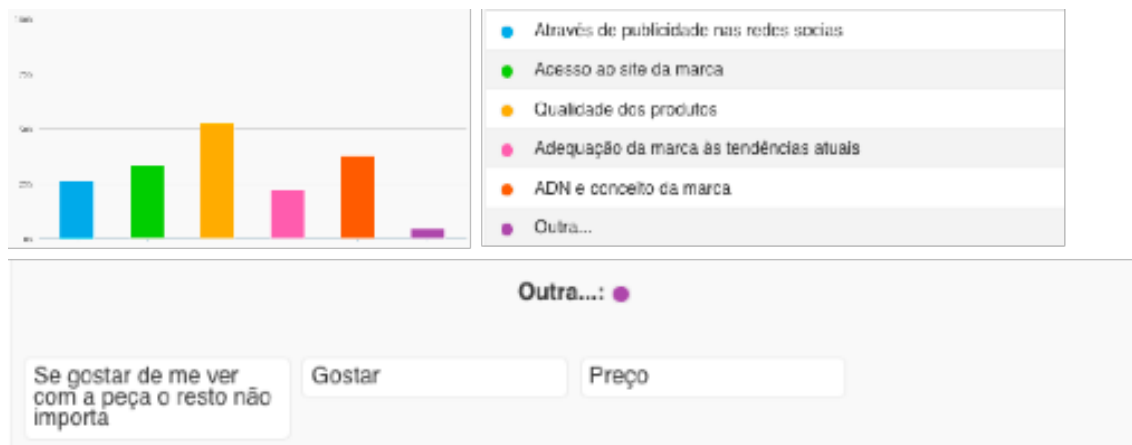 Através de publicidade nas redes socias
Acesso ao site da marca
Qualidade dos produtos
Adequação da marca às tendências atuais
ADN e conceito da marca
Outra...
Outra...:
Se gostar de me ver
com a peça o resto não
importa
Gostar
Preço